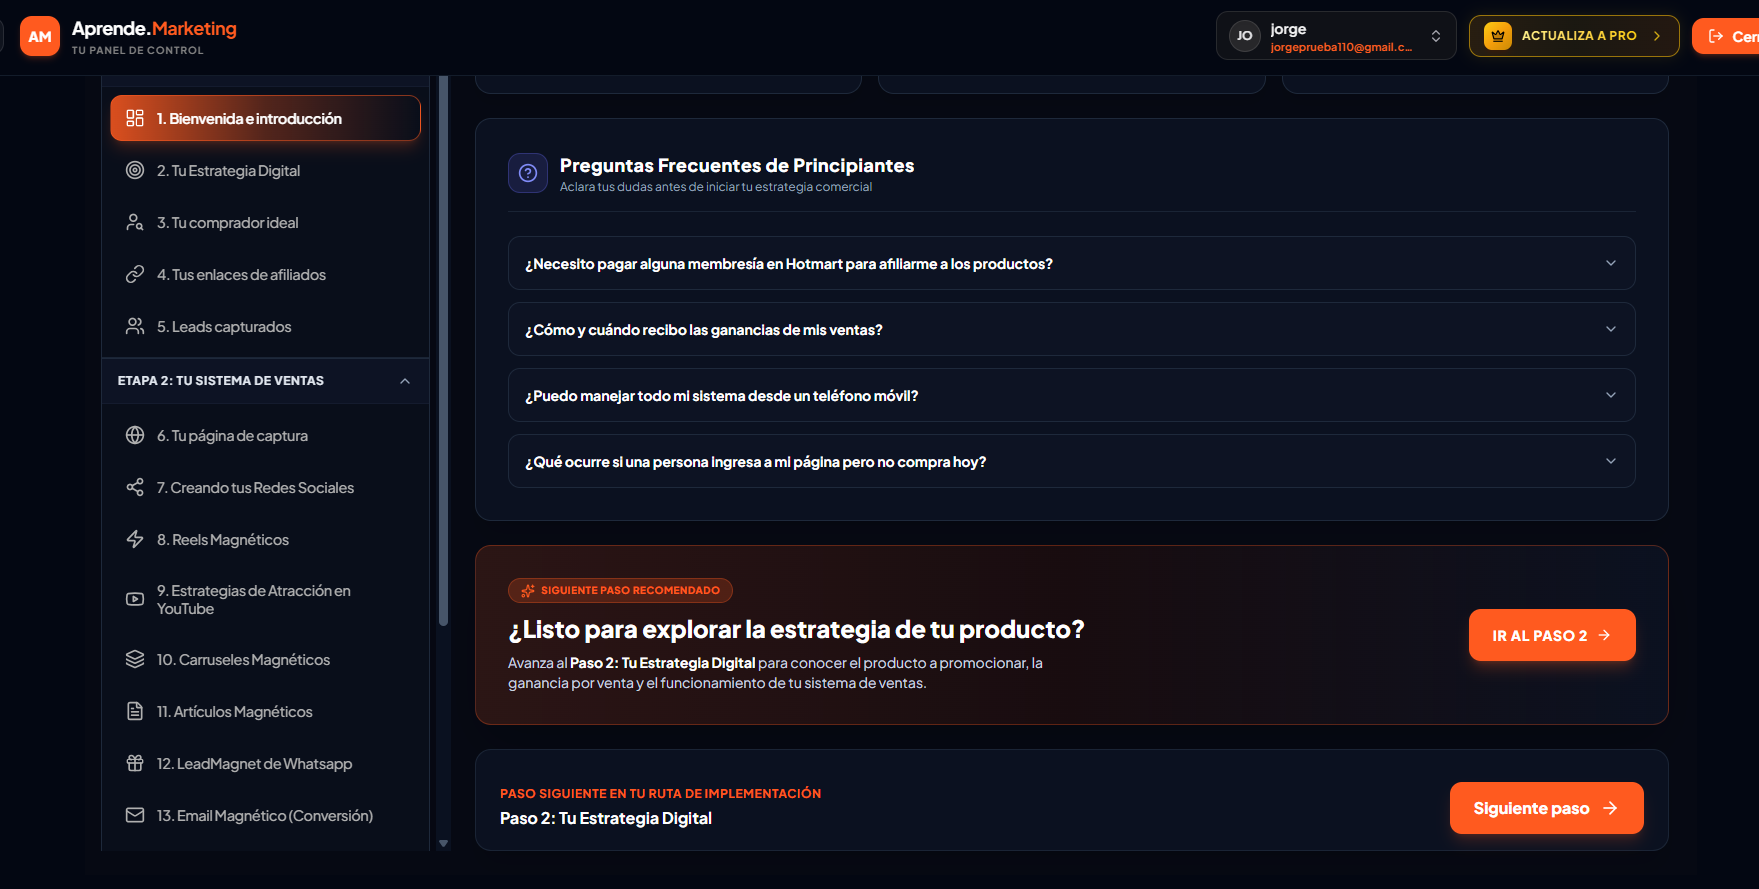 AM
Aprende.Marketing
TU PANEL DE CONTROL
JO
jorge
jorgeprueba110@gmail.c...
ACTUALIZA A PRO
Cerr
1. Bienvenida e introducción
2. Tu Estrategia Digital
3. Tu comprador ideal
4. Tus enlaces de afiliados
5. Leads capturados
ETAPA 2: TU SISTEMA DE VENTAS
6. Tu página de captura
7. Creando tus Redes Sociales
8. Reels Magnéticos
9. Estrategias de Atracción en
YouTube
10. Carruseles Magnéticos
11. Artículos Magnéticos
12. LeadMagnet de Whatsapp
13. Email Magnético (Conversión)
Preguntas Frecuentes de Principiantes
Aclara tus dudas antes de iniciar tu estrategia comercial
¿Necesito pagar alguna membresía en Hotmart para afiliarme a los productos?
¿Cómo y cuándo recibo las ganancias de mis ventas?
¿Puedo manejar todo mi sistema desde un teléfono móvil?
¿Qué ocurre si una persona ingresa a mi página pero no compra hoy?
SIGUIENTE PASO RECOMENDADO
¿Listo para explorar la estrategia de tu producto?
Avanza al Paso 2: Tu Estrategia Digital para conocer el producto a promocionar, la
ganancia por venta y el funcionamiento de tu sistema de ventas.
IR AL PASO 2
PASO SIGUIENTE EN TU RUTA DE IMPLEMENTACIÓN
Paso 2: Tu Estrategia Digital
Siguiente paso